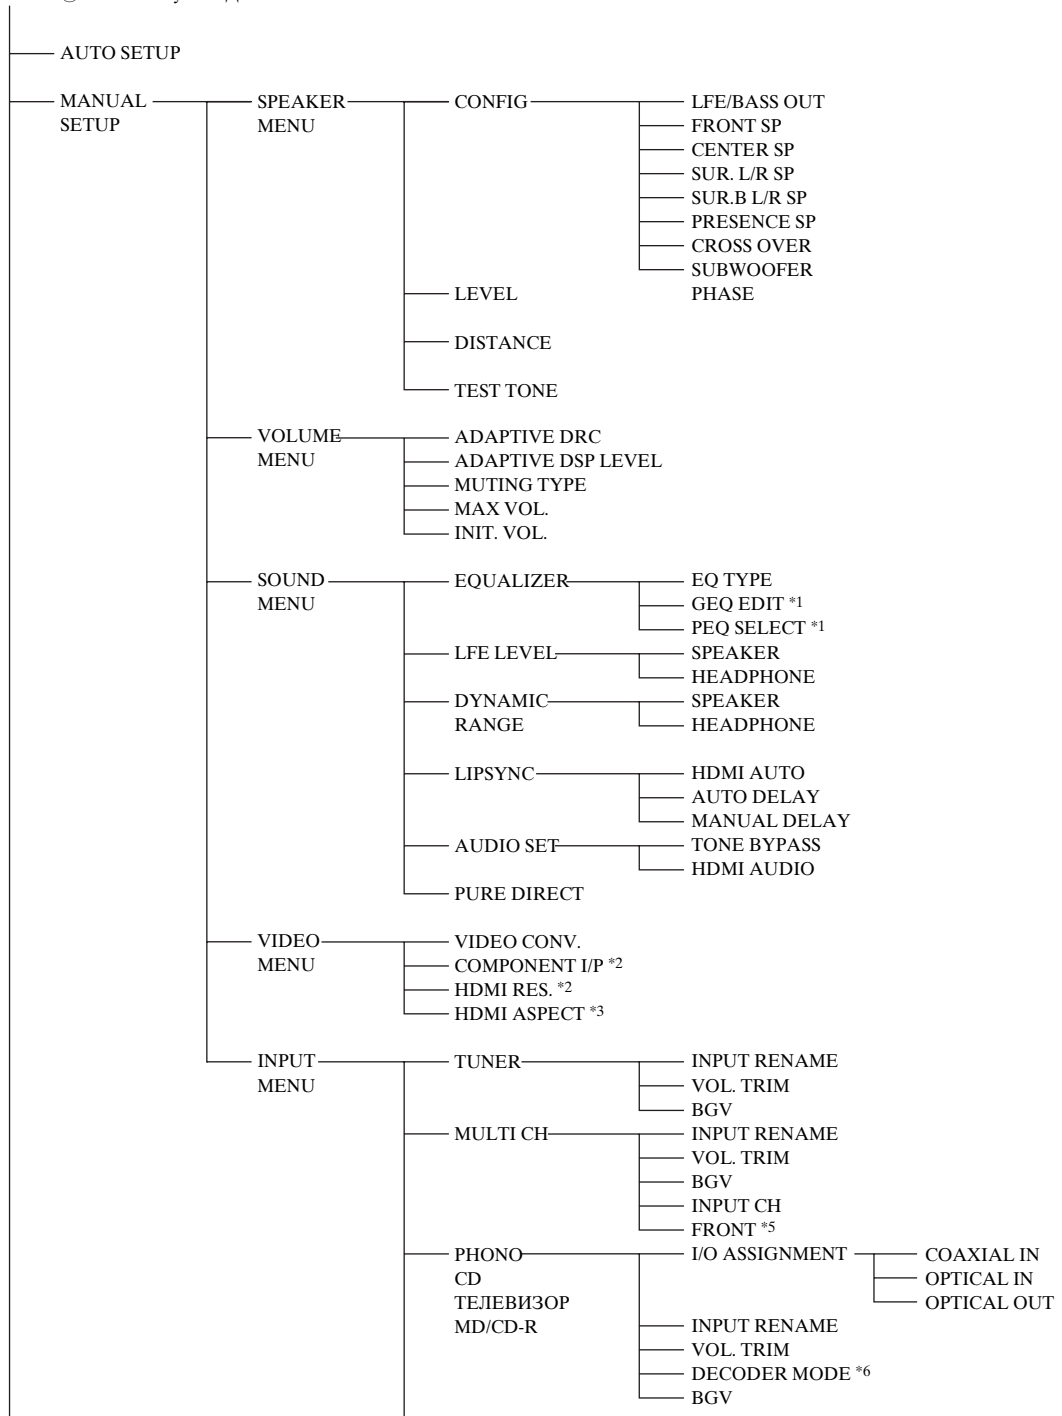 AUTO SETUP
MANUAL SETUP
SPEAKER MENU
CONFIG
LFE/BASS OUT
FRONT SP
CENTER SP
SUR. L/R SP
SUR.B L/R SP
PRESENCE SP
CROSS OVER
SUBWOOFER PHASE
LEVEL
DISTANCE
TEST TONE
VOLUME MENU
ADAPTIVE DRC
ADAPTIVE DSP LEVEL
MUTING TYPE
MAX VOL.
INIT. VOL.
SOUND MENU
EQUALIZER
EQ TYPE
GEQ EDIT *1
PEQ SELECT *1
LFE LEVEL
SPEAKER
HEADPHONE
DYNAMIC RANGE
SPEAKER
HEADPHONE
LIPSYNC
HDMI AUTO
AUTO DELAY
MANUAL DELAY
AUDIO SET
TONE BYPASS
HDMI AUDIO
PURE DIRECT
VIDEO MENU
VIDEO CONV.
COMPONENT I/P *2
HDMI RES. *2
HDMI ASPECT *3
INPUT MENU
TUNER
INPUT RENAME
VOL. TRIM
BGV
MULTI CH
INPUT RENAME
VOL. TRIM
BGV
INPUT CH
FRONT *5
PHONO
CD
ТЕЛЕВИЗОР
MD/CD-R
I/O ASSIGNMENT
COAXIAL IN
OPTICAL IN
OPTICAL OUT
INPUT RENAME
VOL. TRIM
DECODER MODE *6
BGV